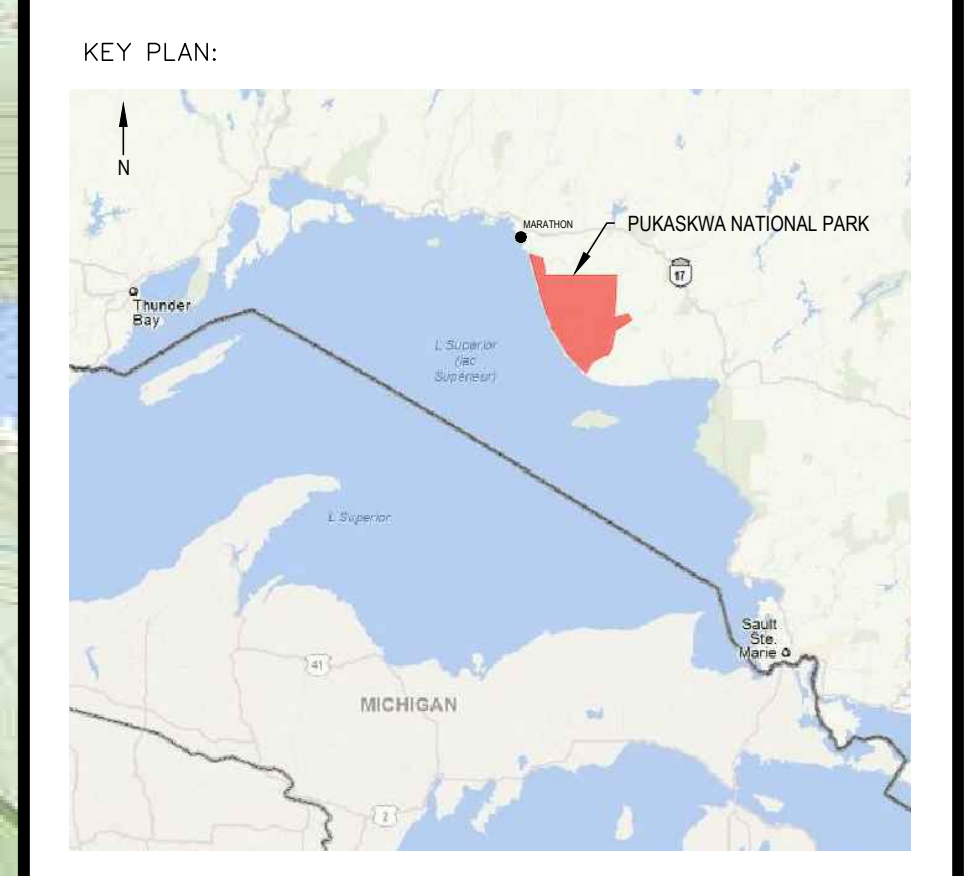 KEY PLAN:
N
MARATHON
PUKASKWA NATIONAL PARK
17
Thunder
Bay
L Superior
(lac
Supérieur)
L Superior
Sault
Ste.
Marie
41
MICHIGAN
2